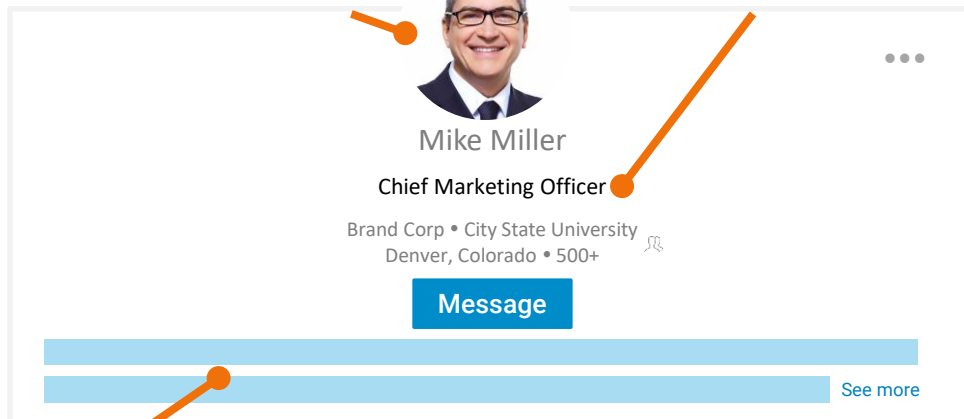 Mike Miller
Chief Marketing Officer
Brand Corp • City State University
Denver, Colorado • 500+
Message
See more